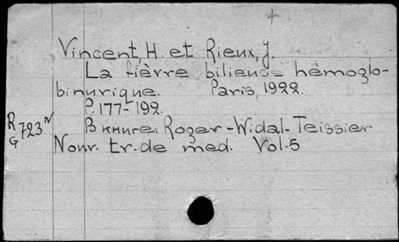 Vincent, H. et Rieux, J.
La fièvre bilieuse hémoglo-
binurique. Paris, 1922.
P. 177-192.
R 723 N
G
В книге: Roger-Widal-Teissier
Nouv. tr. de med. Vol. 5